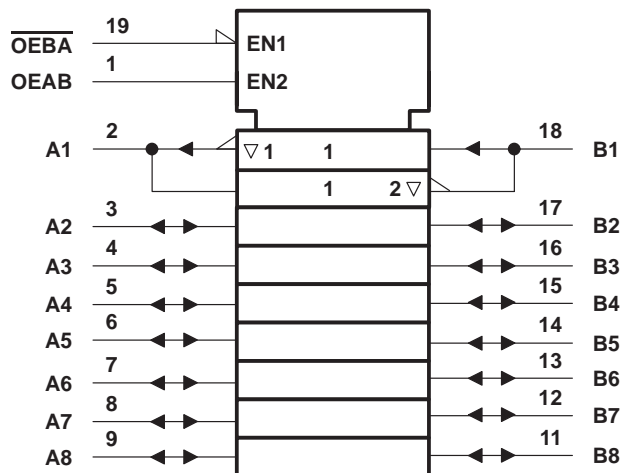 19
O̅E̅B̅A̅ EN1
1
OEAB EN2
2 18
A1 ▽ 1 1 B1
1 2 ▽
3 17
A2 B2
4 16
A3 B3
5 15
A4 B4
6 14
A5 B5
7 13
A6 B6
8 12
A7 B7
9 11
A8 B8